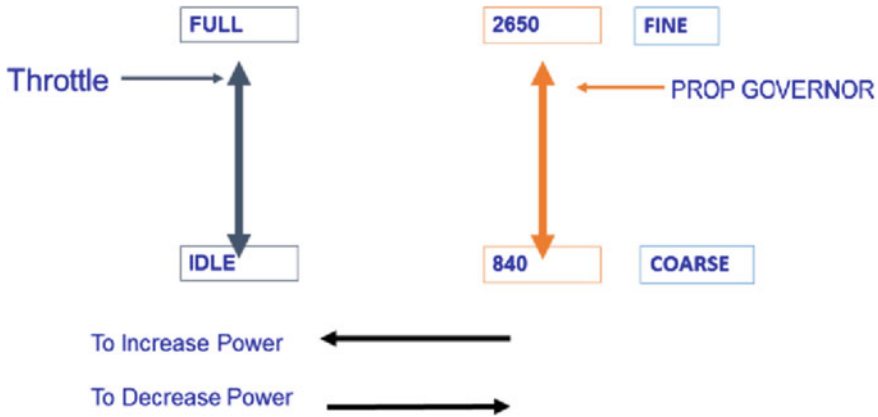 FULL
2650
FINE
Throttle
PROP GOVERNOR
IDLE
840
COARSE
To Increase Power
To Decrease Power